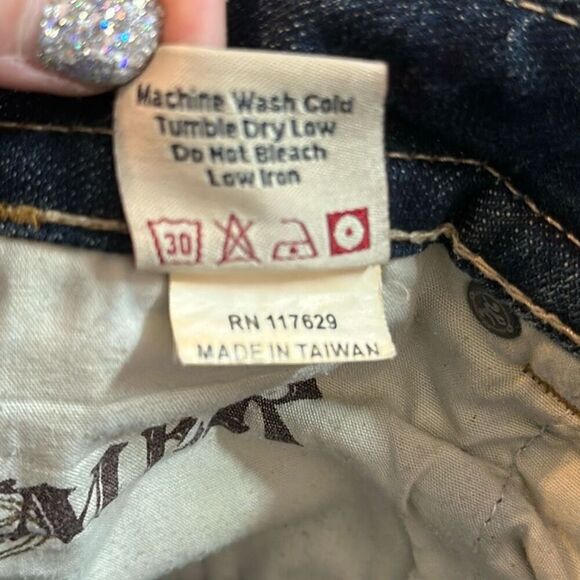 Machine Wash Cold
Tumble Dry Low
Do Not Bleach
Low Iron
30
RN 117629
MADE IN TAIWAN